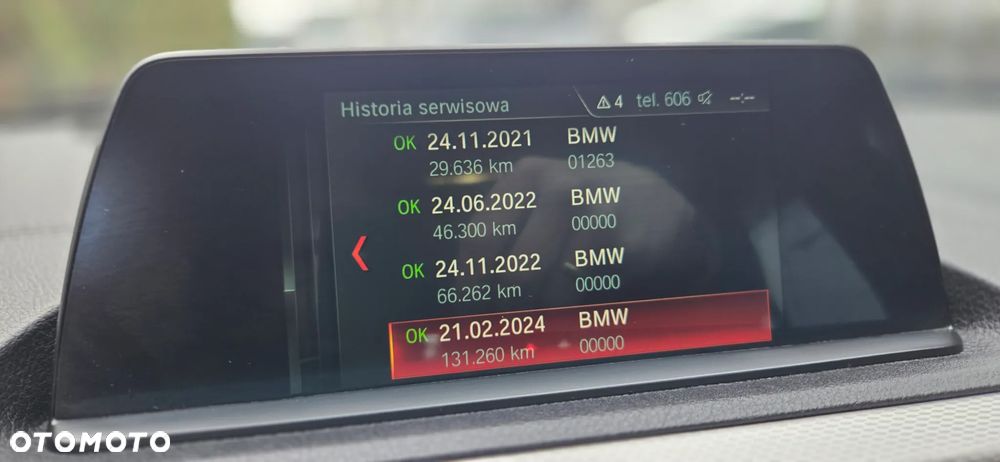 Historia serwisowa 4 tel. 606 --:--
OK 24.11.2021 BMW
29.636 km 01263
OK 24.06.2022 BMW
46.300 km 00000
OK 24.11.2022 BMW
66.262 km 00000
OK 21.02.2024 BMW
131.260 km 00000
OTOMOTO